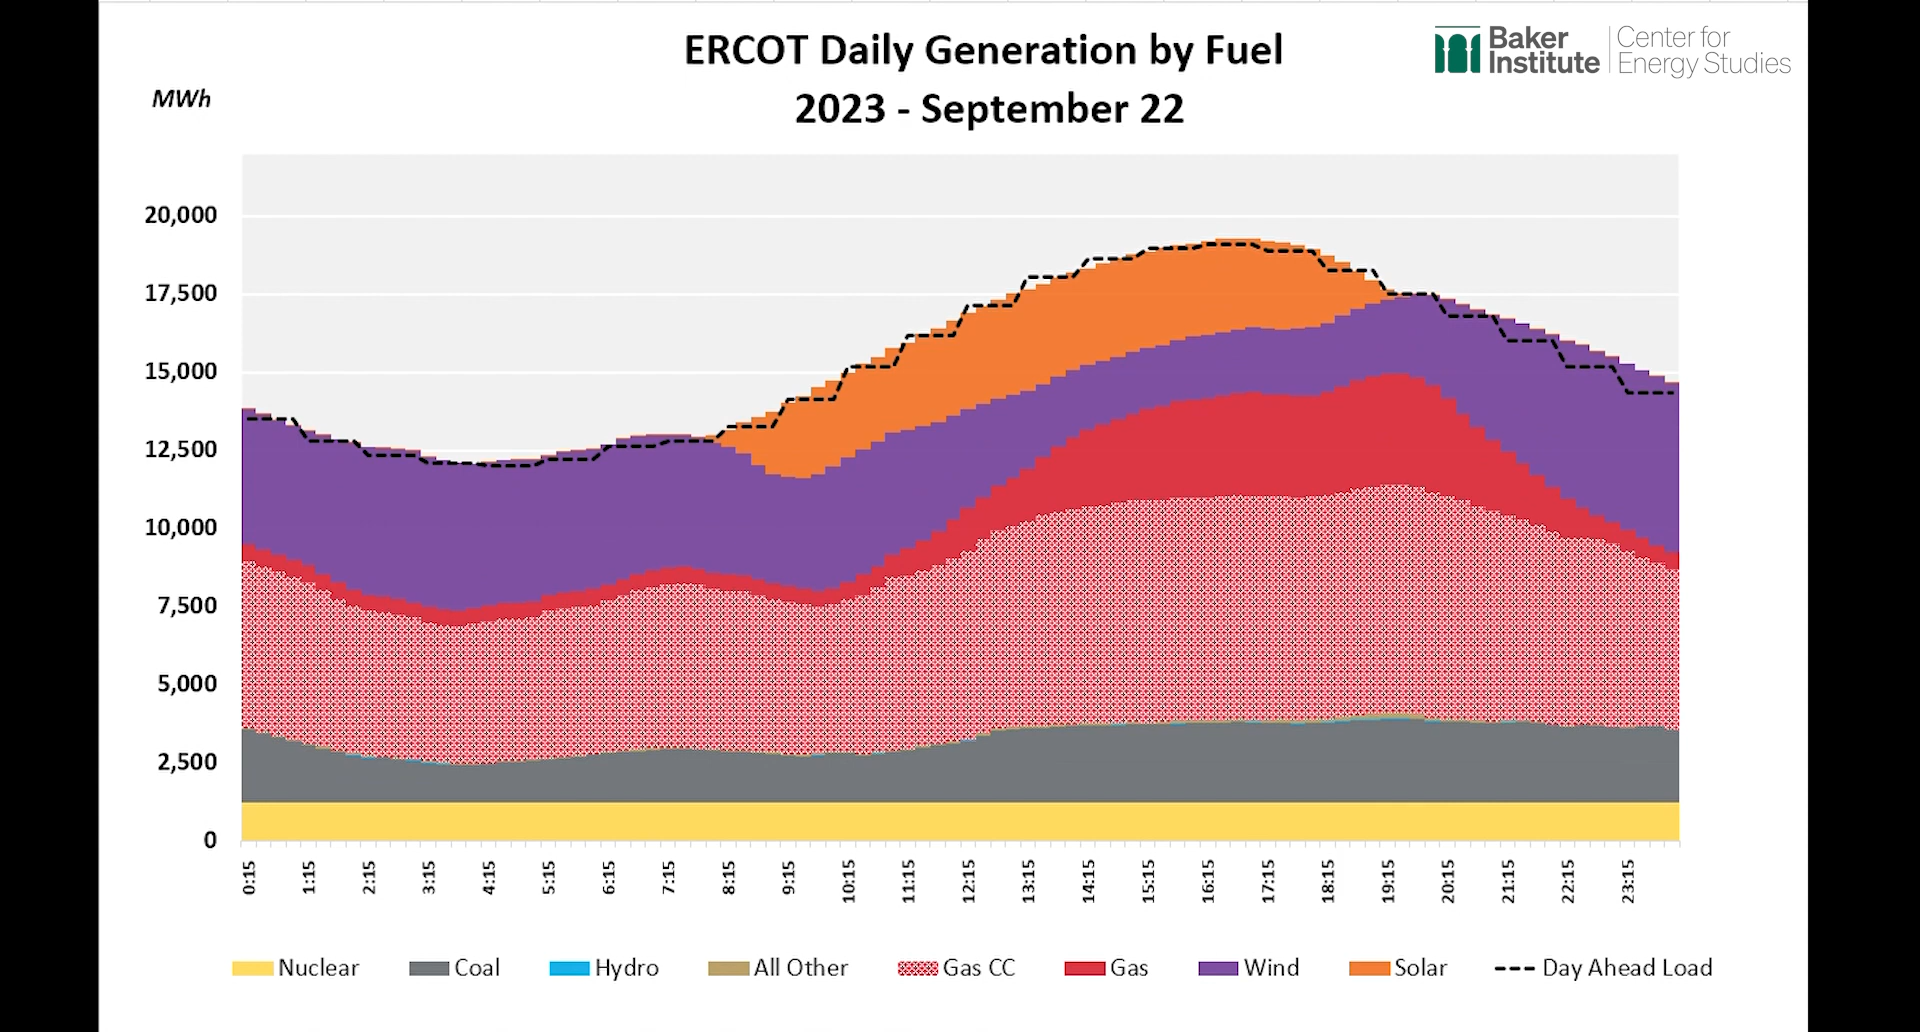 ERCOT Daily Generation by Fuel
2023 - September 22
Baker Institute
Center for Energy Studies
MWh
20,000
17,500
15,000
12,500
10,000
7,500
5,000
2,500
0
0:15 1:15 2:15 3:15 4:15 5:15 6:15 7:15 8:15 9:15 10:15 11:15 12:15 13:15 14:15 15:15 16:15 17:15 18:15 19:15 20:15 21:15 22:15 23:15
Nuclear Coal Hydro All Other Gas CC Gas Wind Solar Day Ahead Load